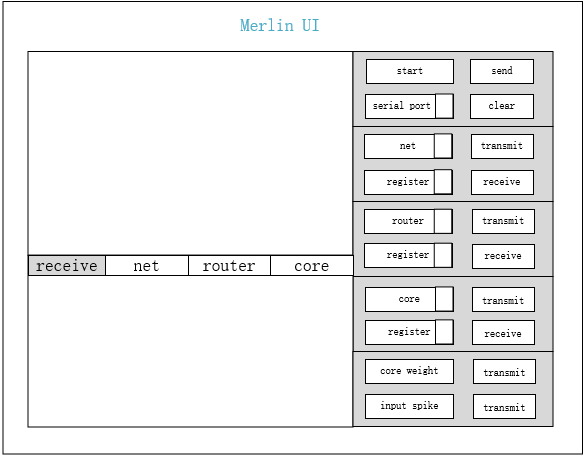 Merlin UI
start send
serial port clear
net transmit
register receive
router transmit
register receive
receive net router core
core transmit
register receive
core weight transmit
input spike transmit